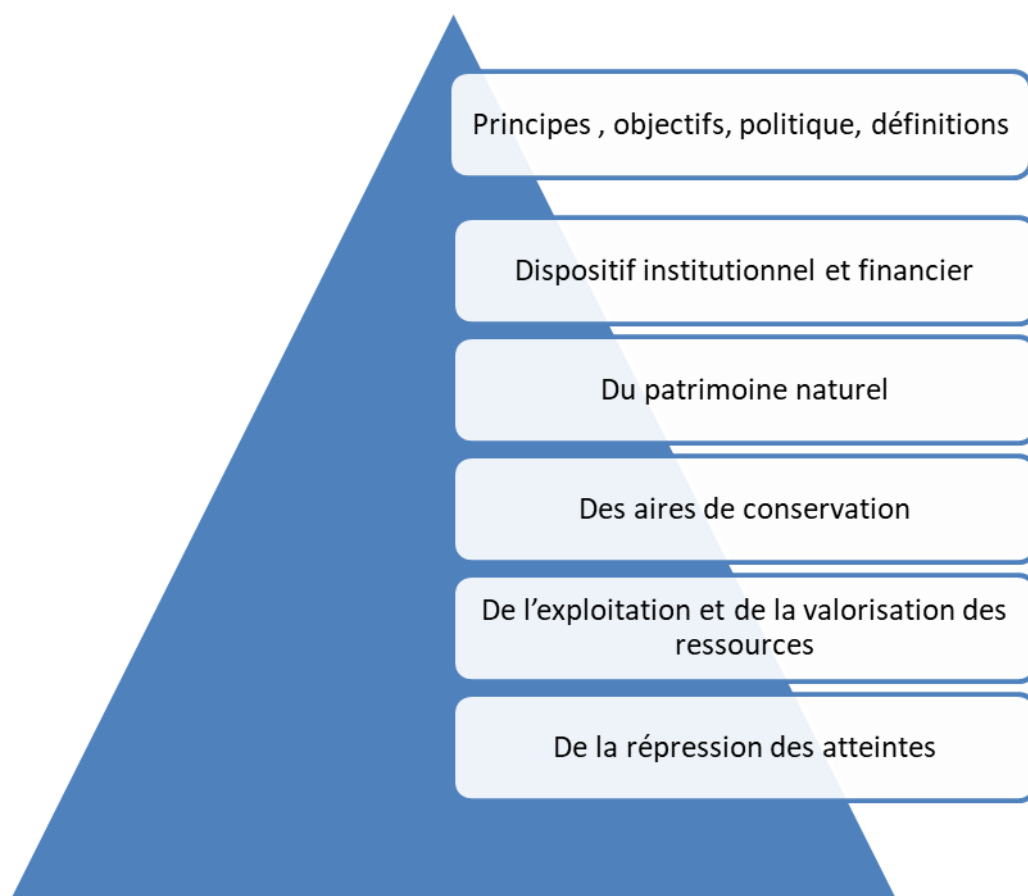 Principes , objectifs, politique, définitions
Dispositif institutionnel et financier
Du patrimoine naturel
Des aires de conservation
De l’exploitation et de la valorisation des
ressources
De la répression des atteintes